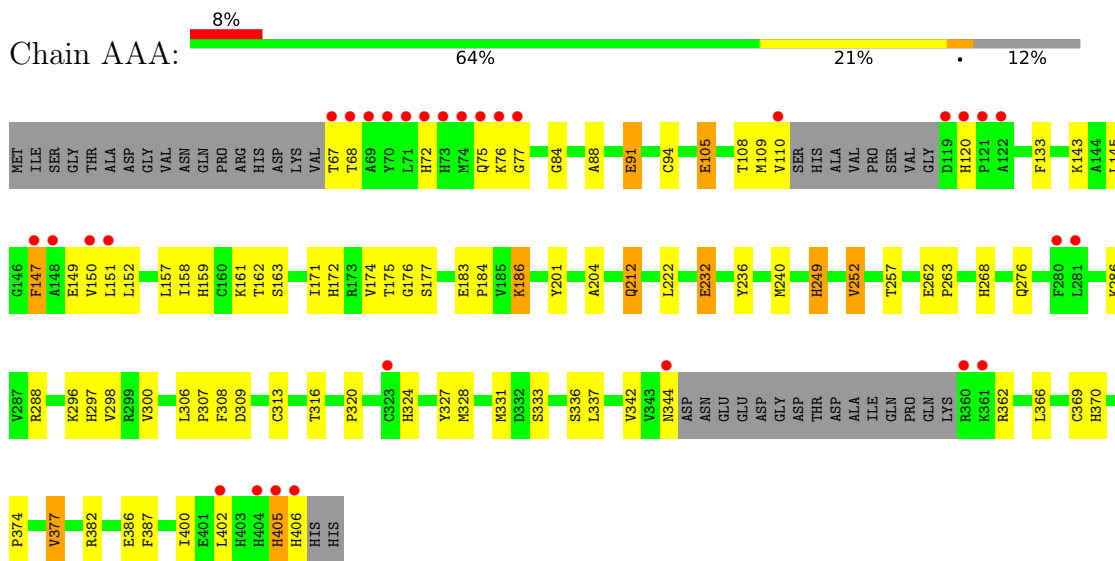 8%
Chain AAA:
64% 21% • 12%
MET ILE SER GLY THR ALA ASP GLY VAL ASN GLN PRO ARG HIS ASP LYS VAL T67 T68 A69 Y70 L71 H72 H73 M74 Q75 K76 G77 G84 A88 E91 C94 E105 T108 M109 V110 SER HIS ALA VAL PRO SER VAL GLY D119 H120 P121 A122 F133 K143 A144 L145
G146 F147 A148 E149 V150 L151 L152 L157 I158 H159 C160 K161 T162 S163 I171 H172 R173 V174 T175 G176 S177 E183 P184 V185 K186 Y201 A204 Q212 L222 E232 Y236 M240 H249 V252 T257 E262 P263 H268 Q276 F280 L281 K286
V287 R288 K296 H297 V298 R299 V300 L306 P307 F308 D309 C313 T316 P320 C323 H324 Y327 M328 M331 D332 S333 S336 L337 V342 V343 N344 ASP ASN GLU GLU ASP GLY ASP THR ASP ALA ILE GLN PRO GLN LYS R360 K361 R362 L366 C369 H370
P374 V377 R382 E386 F387 I400 E401 L402 H403 H404 H405 H406 HIS HIS